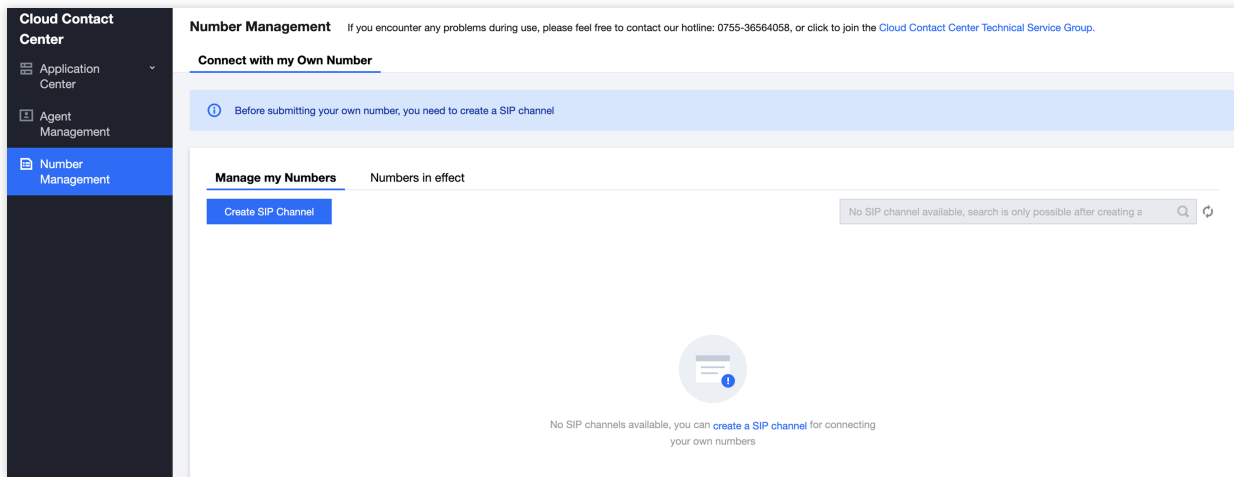 Cloud Contact
Center
Number Management If you encounter any problems during use, please feel free to contact our hotline: 0755-36564058, or click to join the Cloud Contact Center Technical Service Group.
Application
Center
Connect with my Own Number
Agent
Management
Before submitting your own number, you need to create a SIP channel
Number
Management
Manage my Numbers Numbers in effect
Create SIP Channel
No SIP channel available, search is only possible after creating a
No SIP channels available, you can create a SIP channel for connecting
your own numbers